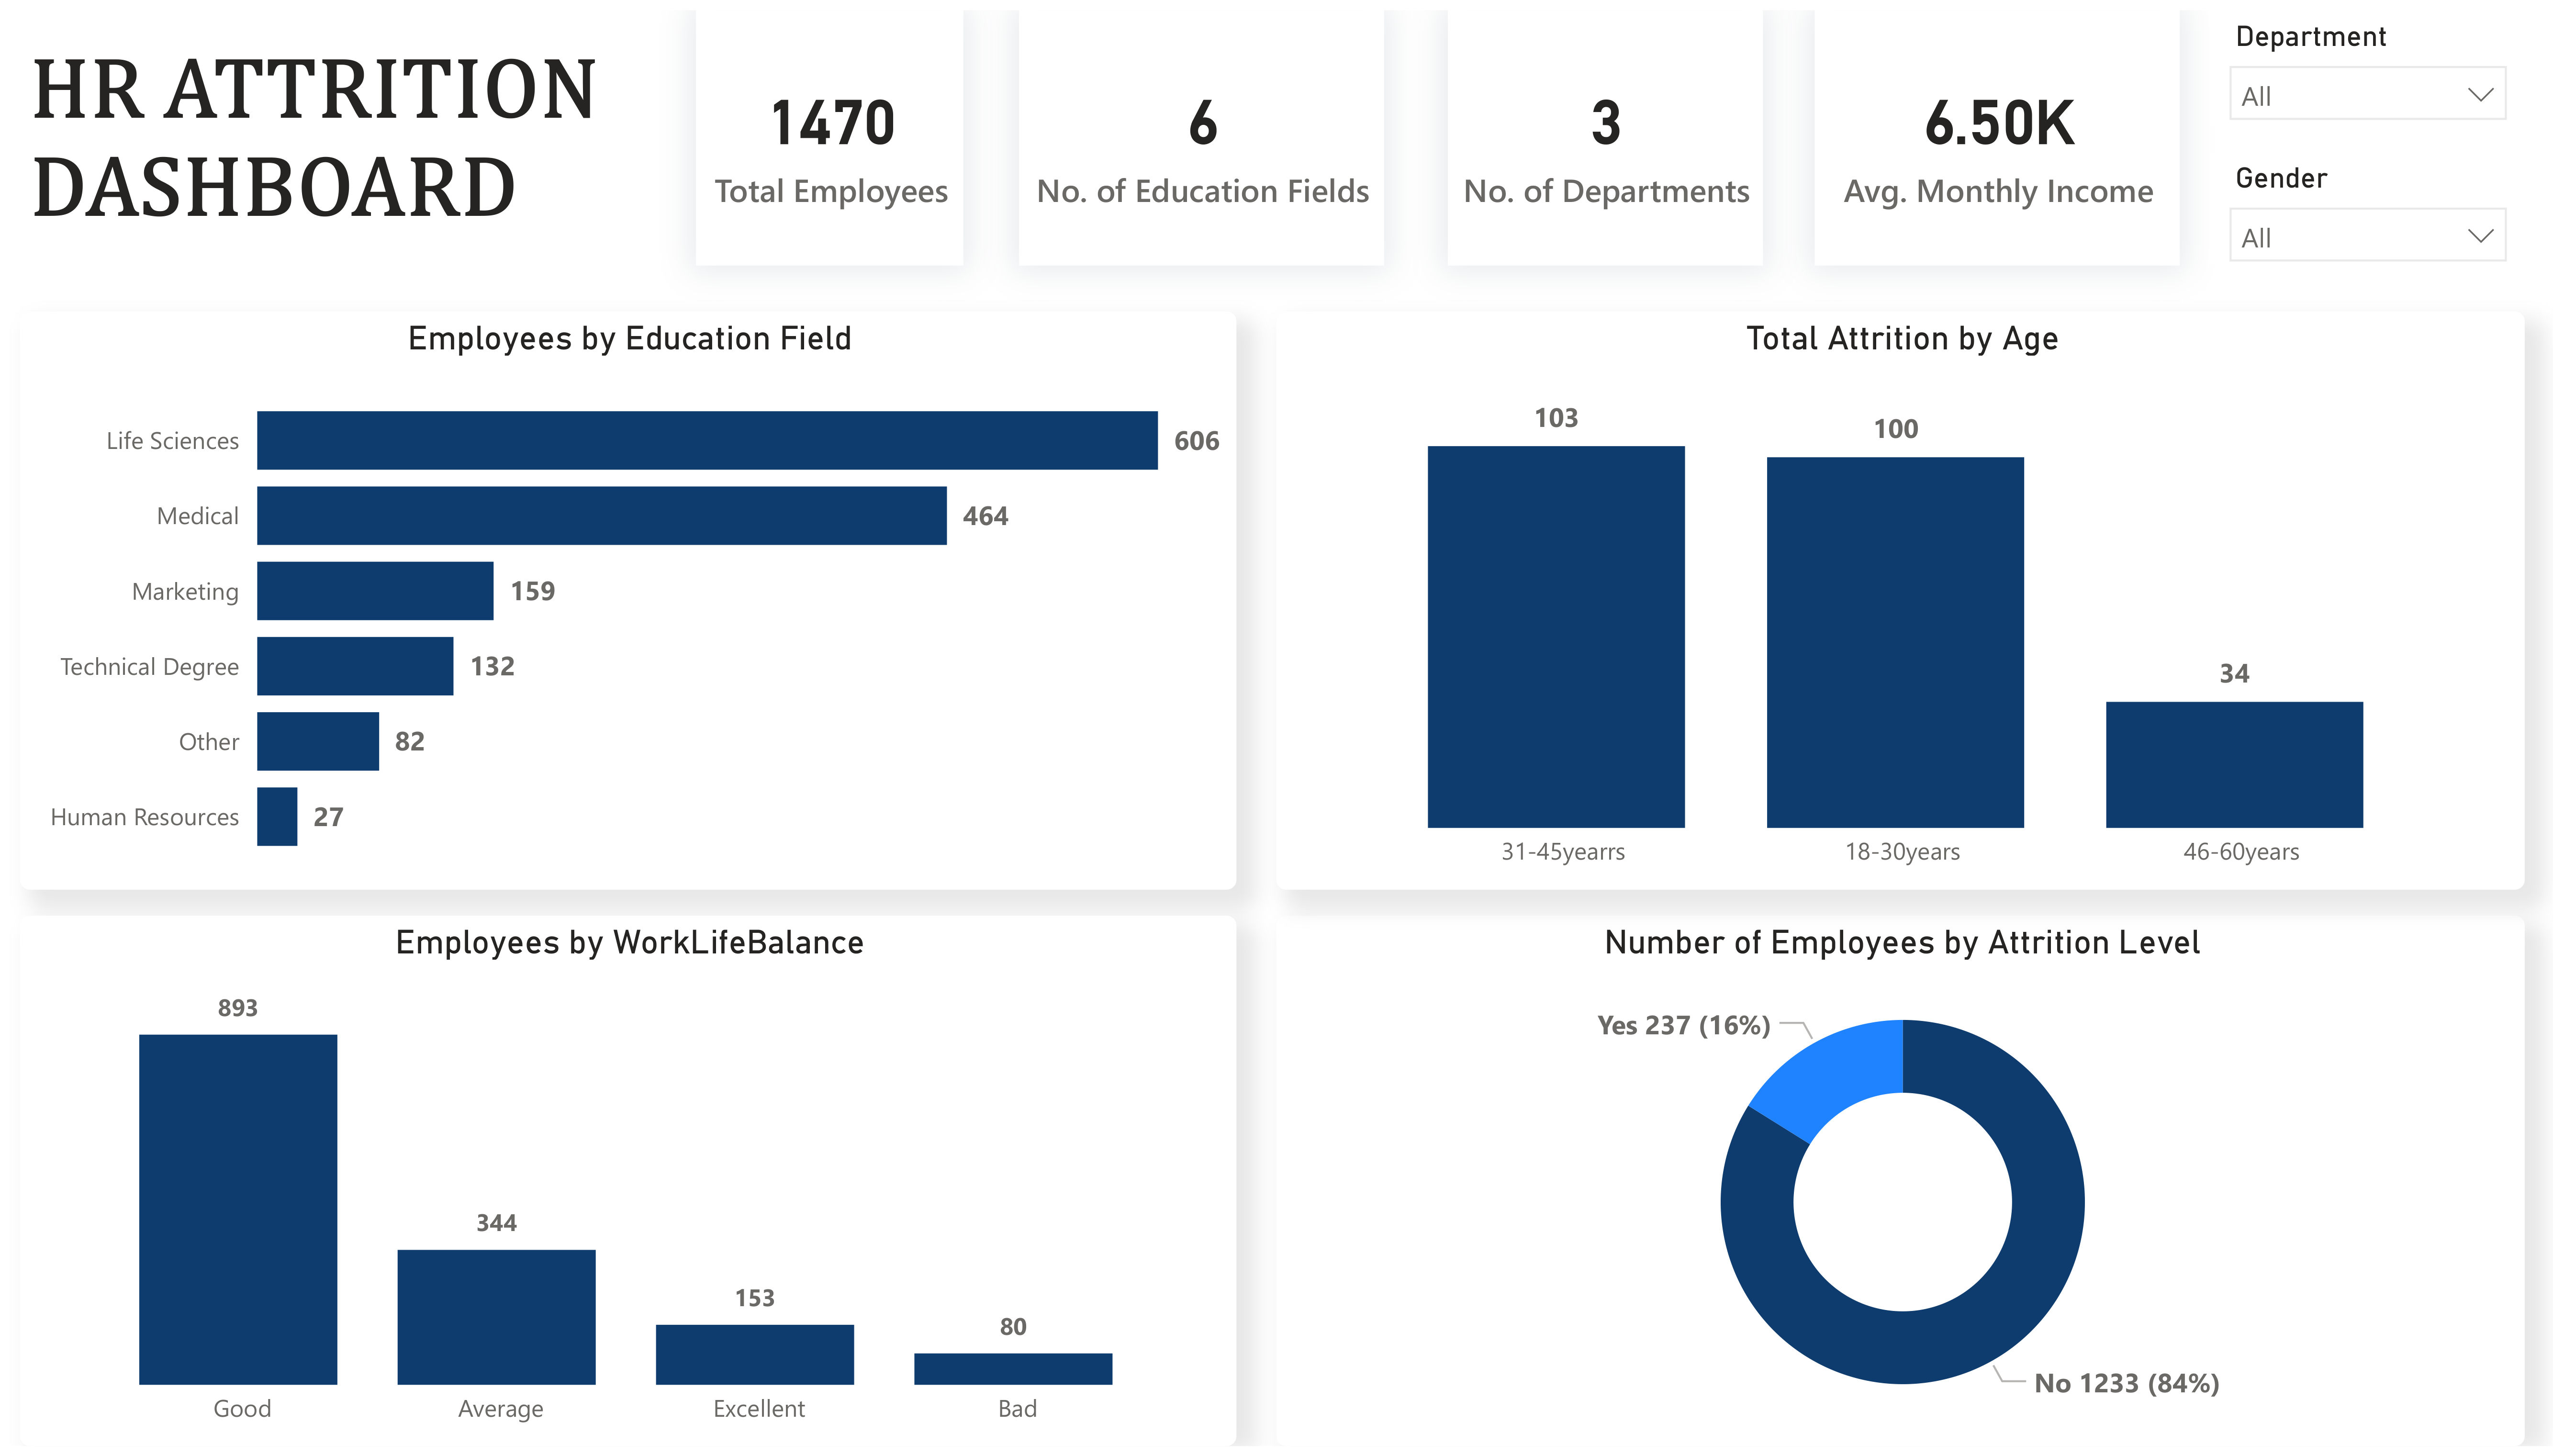 HR ATTRITION
DASHBOARD
1470
Total Employees
6
No. of Education Fields
3
No. of Departments
6.50K
Avg. Monthly Income
Department
All
Gender
All
Employees by Education Field
Life Sciences 606
Medical 464
Marketing 159
Technical Degree 132
Other 82
Human Resources 27
Total Attrition by Age
103 100 34
31-45yearrs 18-30years 46-60years
Employees by WorkLifeBalance
893 344 153 80
Good Average Excellent Bad
Number of Employees by Attrition Level
Yes 237 (16%)
No 1233 (84%)